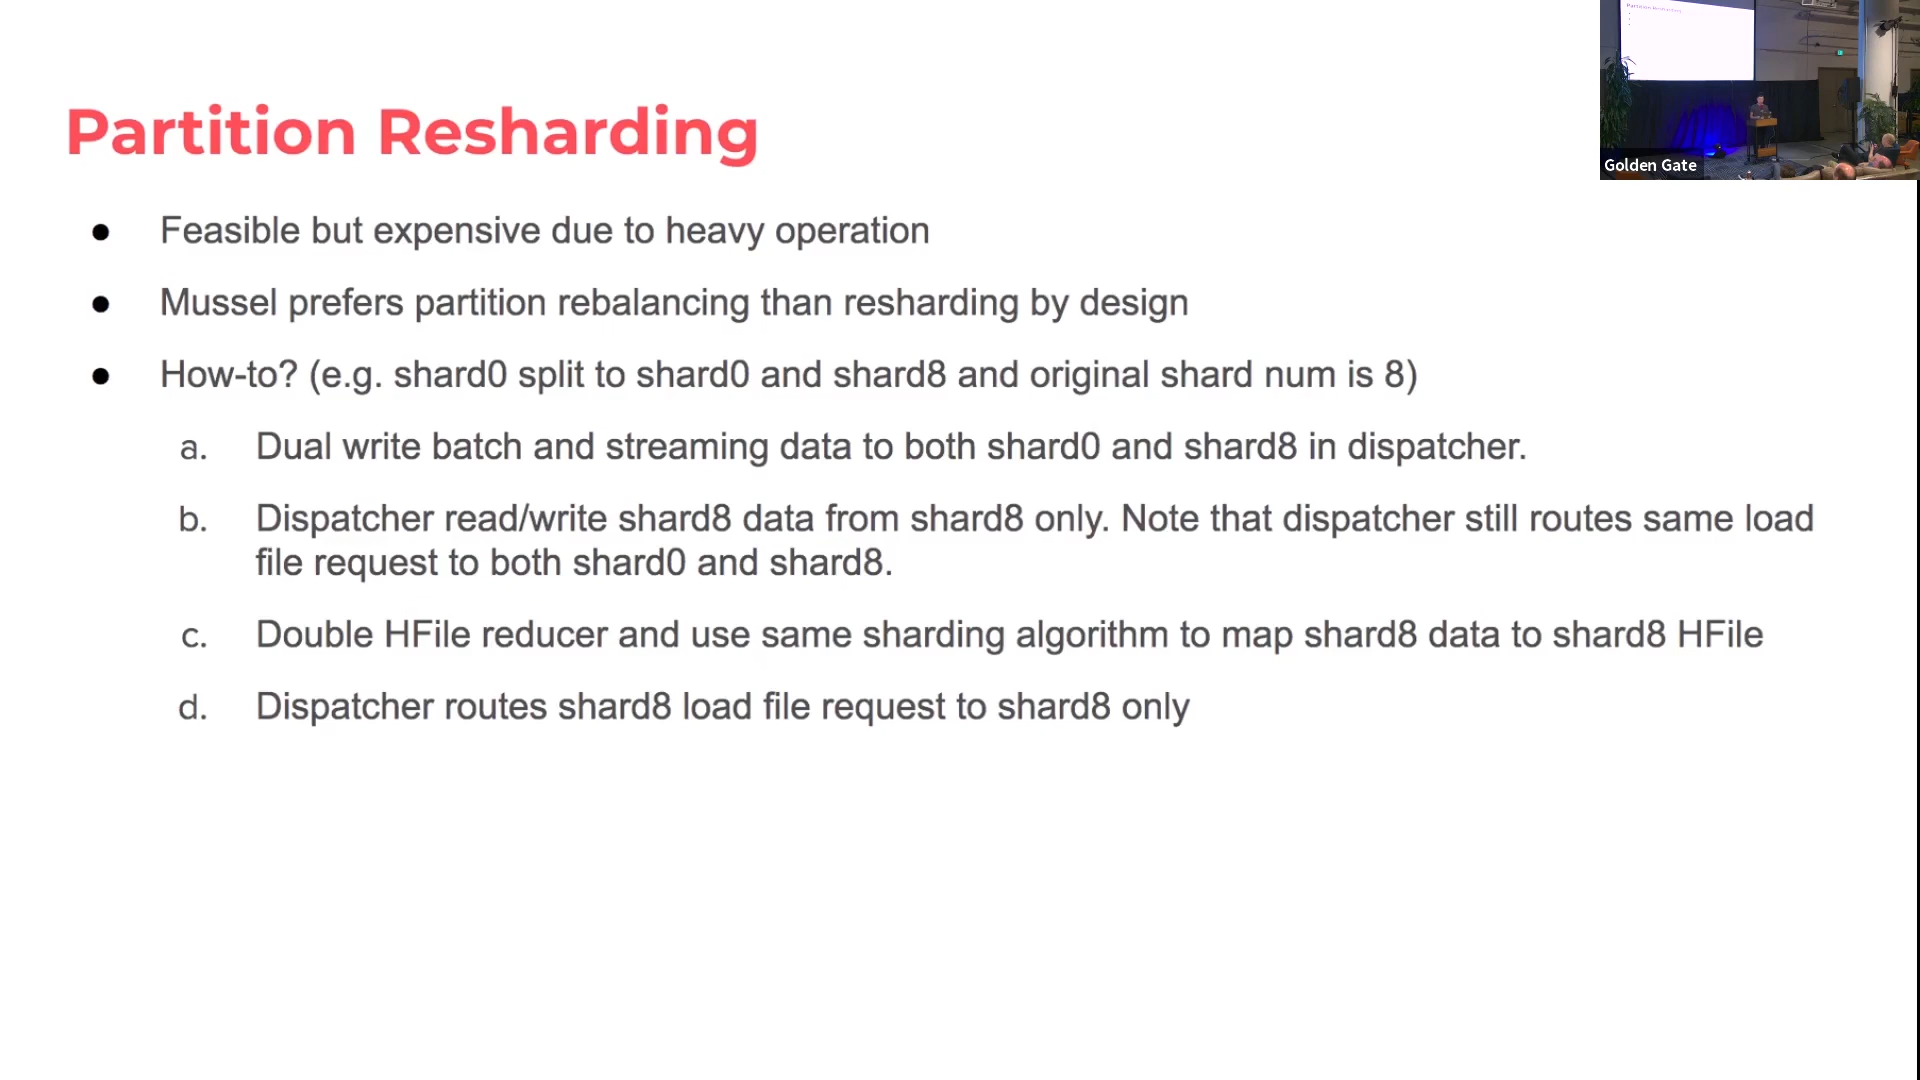 Partition Resharding
● Feasible but expensive due to heavy operation
● Mussel prefers partition rebalancing than resharding by design
● How-to? (e.g. shard0 split to shard0 and shard8 and original shard num is 8)
a. Dual write batch and streaming data to both shard0 and shard8 in dispatcher.
b. Dispatcher read/write shard8 data from shard8 only. Note that dispatcher still routes same load
file request to both shard0 and shard8.
c. Double HFile reducer and use same sharding algorithm to map shard8 data to shard8 HFile
d. Dispatcher routes shard8 load file request to shard8 only
Partition Resharding
Golden Gate